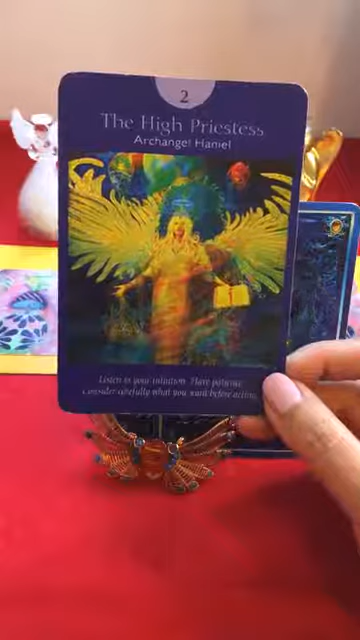 2
The High Priestess
Archangel Haniel
Listen to your intuition. Have patience.
Consider carefully what you want before acting.